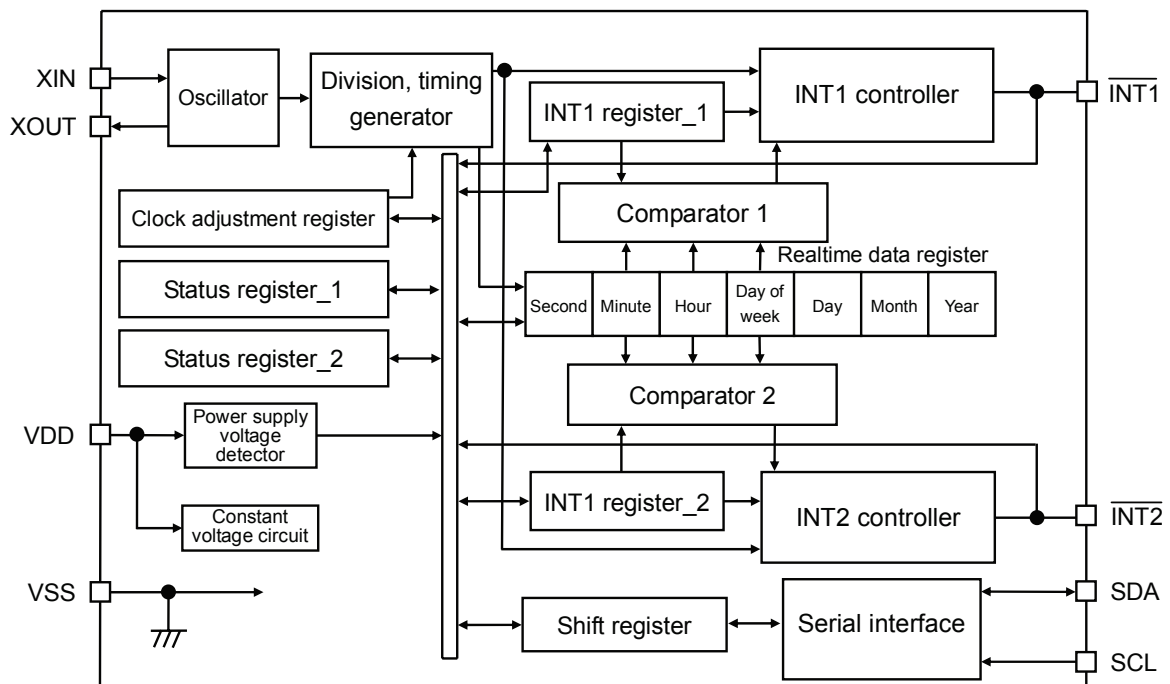 XIN
XOUT
Oscillator
Division, timing
generator
INT1 register_1
INT1 controller
INT1
Clock adjustment register
Comparator 1
Realtime data register
Status register_1
Second
Minute
Hour
Day of
week
Day
Month
Year
Status register_2
Comparator 2
VDD
Power supply
voltage
detector
INT1 register_2
INT2 controller
INT2
Constant
voltage circuit
VSS
Shift register
Serial interface
SDA
SCL